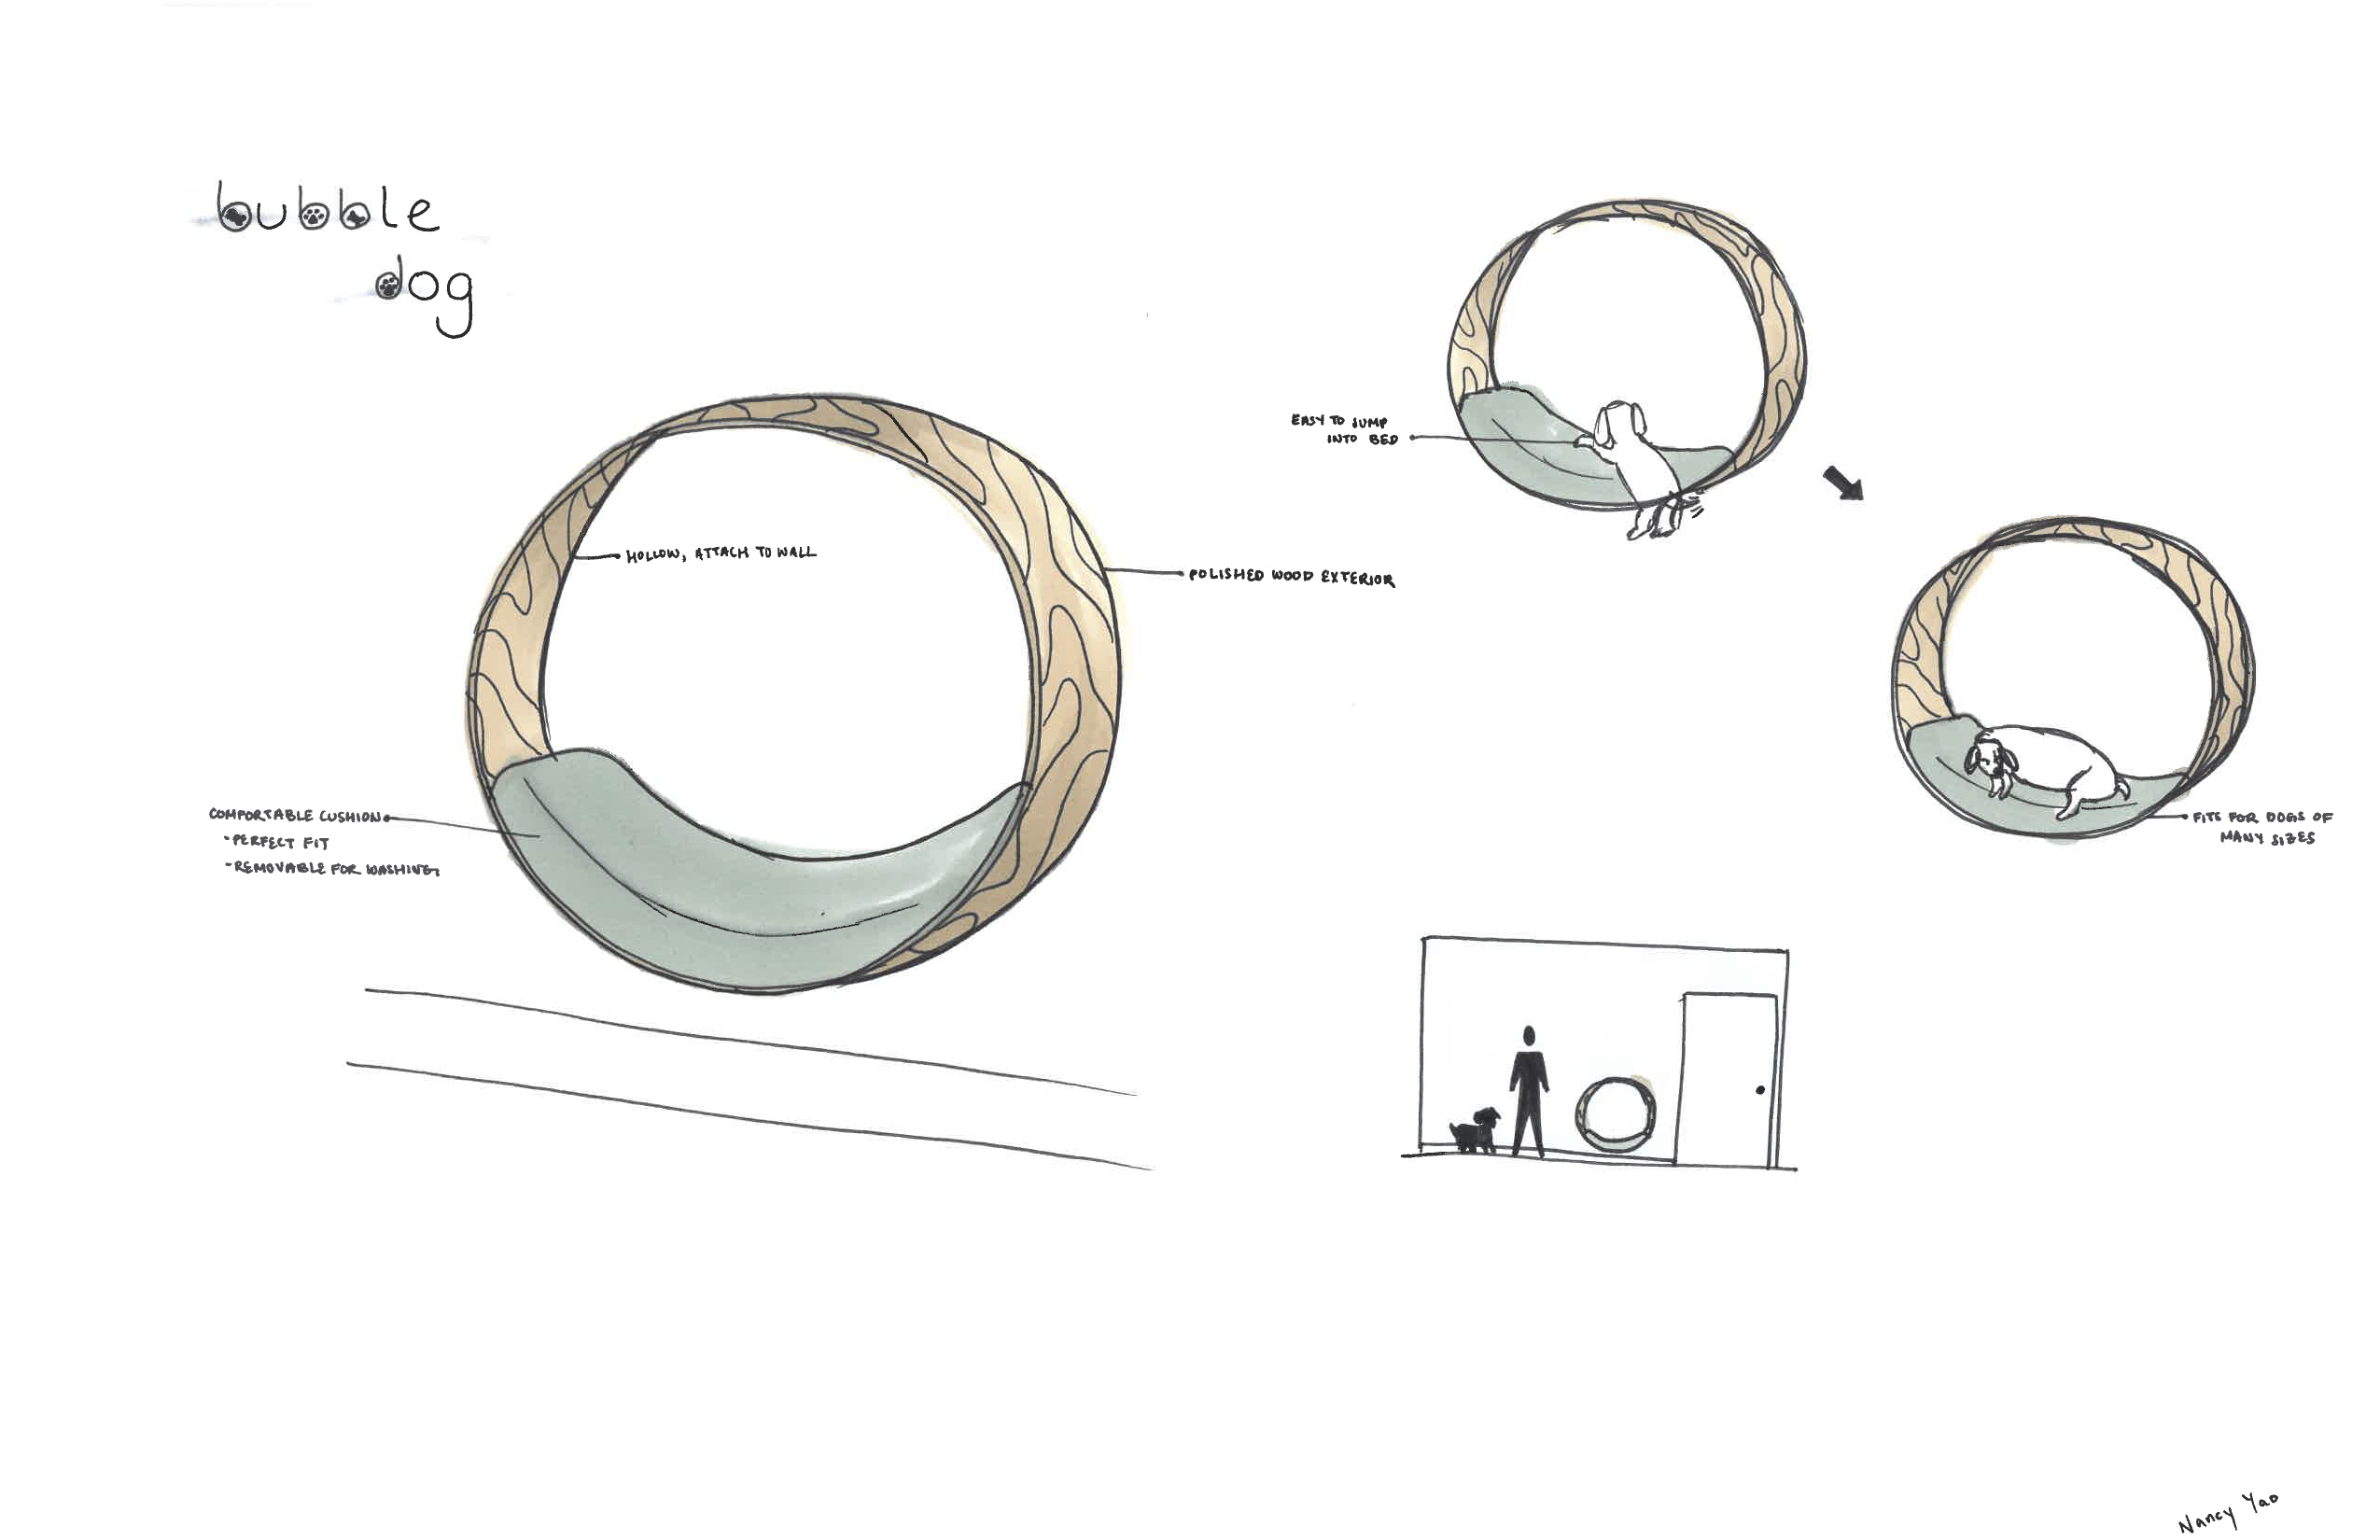 bubble
dog
HOLLOW, ATTACH TO WALL
POLISHED WOOD EXTERIOR
COMFORTABLE CUSHION
-PERFECT FIT
-REMOVABLE FOR WASHING
EASY TO JUMP
INTO BED
FITS FOR DOGS OF
MANY SIZES
Nancy Yao